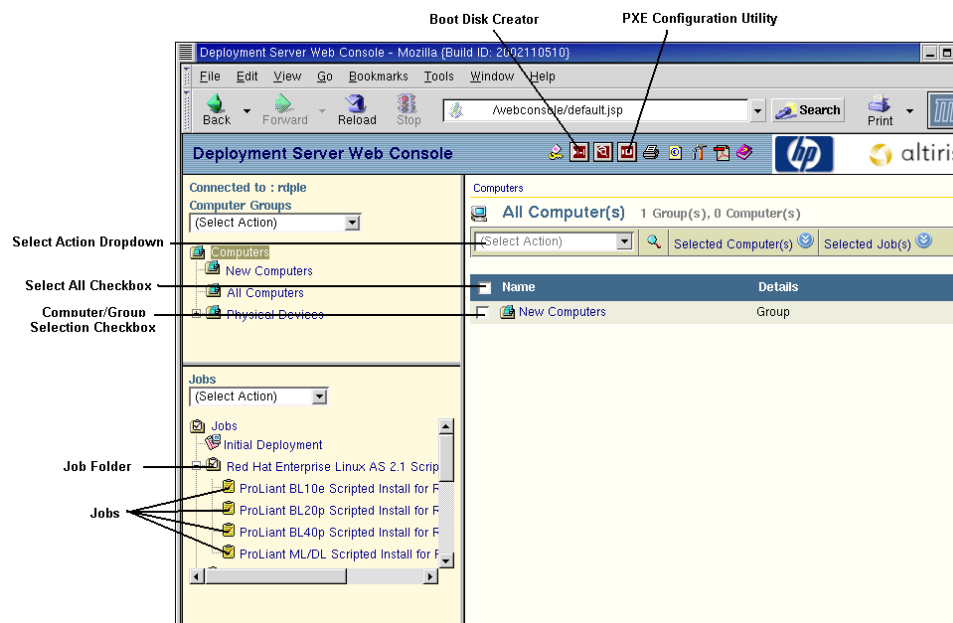 Boot Disk Creator
PXE Configuration Utility
Deployment Server Web Console - Mozilla {Build ID: 2002110510}
File Edit View Go Bookmarks Tools Window Help
Back Forward Reload Stop
/webconsole/default.jsp
Search
Print
Deployment Server Web Console
hp
altiris
Connected to : rdple
Computer Groups
(Select Action)
Computers
New Computers
All Computers
Physical Devices
Computers
All Computer(s) 1 Group(s), 0 Computer(s)
(Select Action)
Selected Computer(s)
Selected Job(s)
Name Details
New Computers Group
Select Action Dropdown
Select All Checkbox
Computer/Group
Selection Checkbox
Jobs
(Select Action)
Jobs
Initial Deployment
Red Hat Enterprise Linux AS 2.1 Scrip
ProLiant BL10e Scripted Install for R
ProLiant BL20p Scripted Install for R
ProLiant BL40p Scripted Install for R
ProLiant ML/DL Scripted Install for R
Job Folder
Jobs